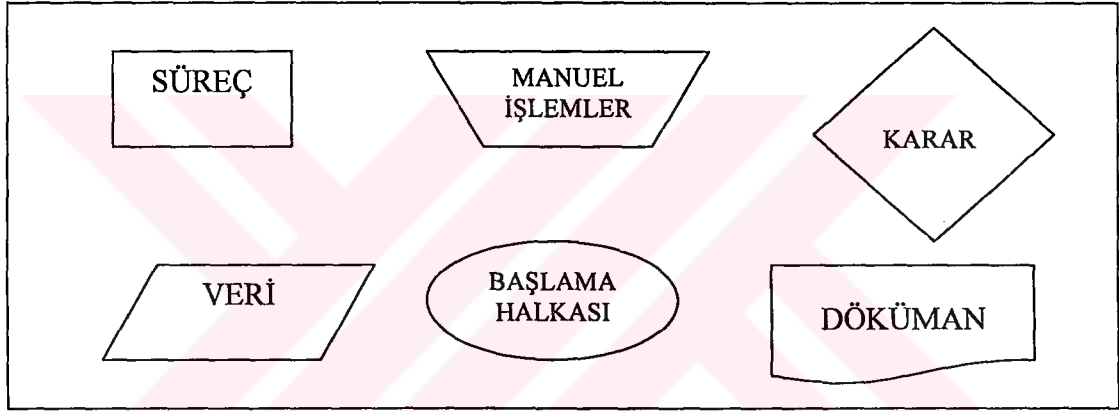 SÜREÇ
MANUEL
İŞLEMLER
KARAR
VERİ
BAŞLAMA
HALKASI
DÖKÜMAN